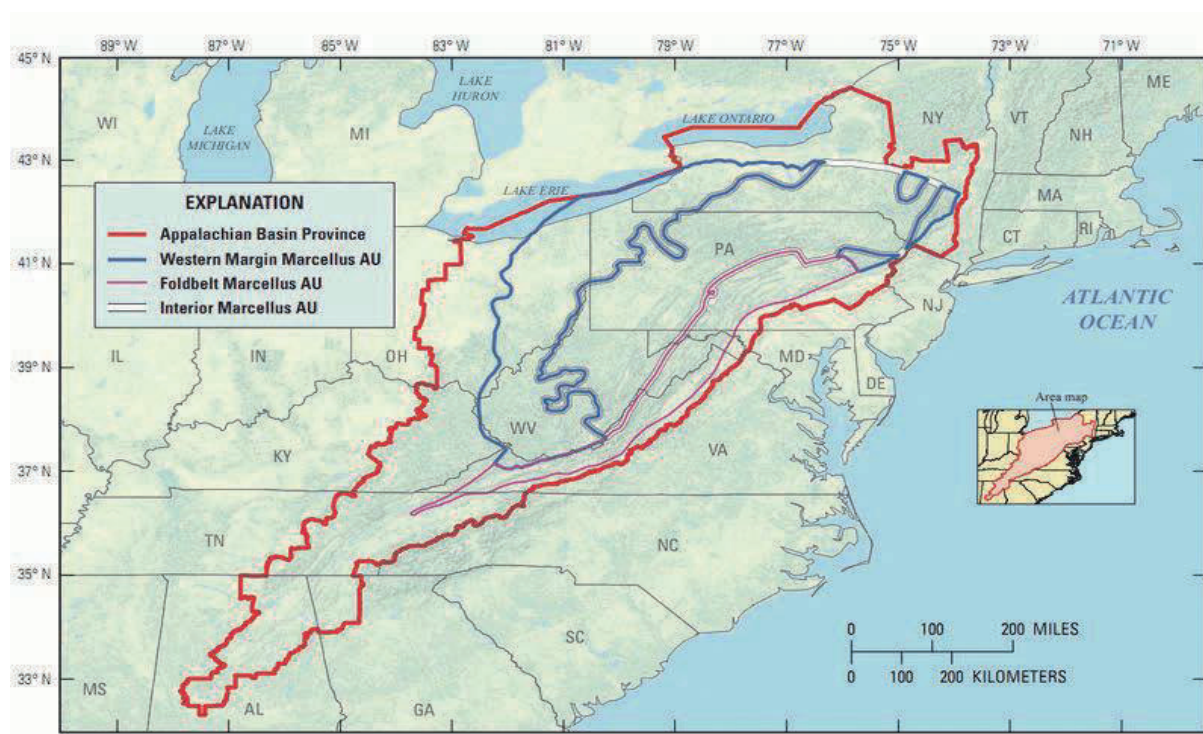 89° W 87° W 85° W 83° W 81° W 79° W 77° W 75° W 73° W 71° W
45° N
43° N
41° N
39° N
37° N
35° N
33° N
WI
LAKE
MICHIGAN
MI
LAKE
HURON
LAKE ONTARIO
LAKE ERIE
NY
VT
NH
ME
MA
CT
RI
EXPLANATION
Appalachian Basin Province
Western Margin Marcellus AU
Foldbelt Marcellus AU
Interior Marcellus AU
PA
NJ
ATLANTIC
OCEAN
IL
IN
OH
MD
DE
WV
VA
KY
TN
NC
SC
MS
AL
GA
Area map
0 100 200 MILES
0 100 200 KILOMETERS